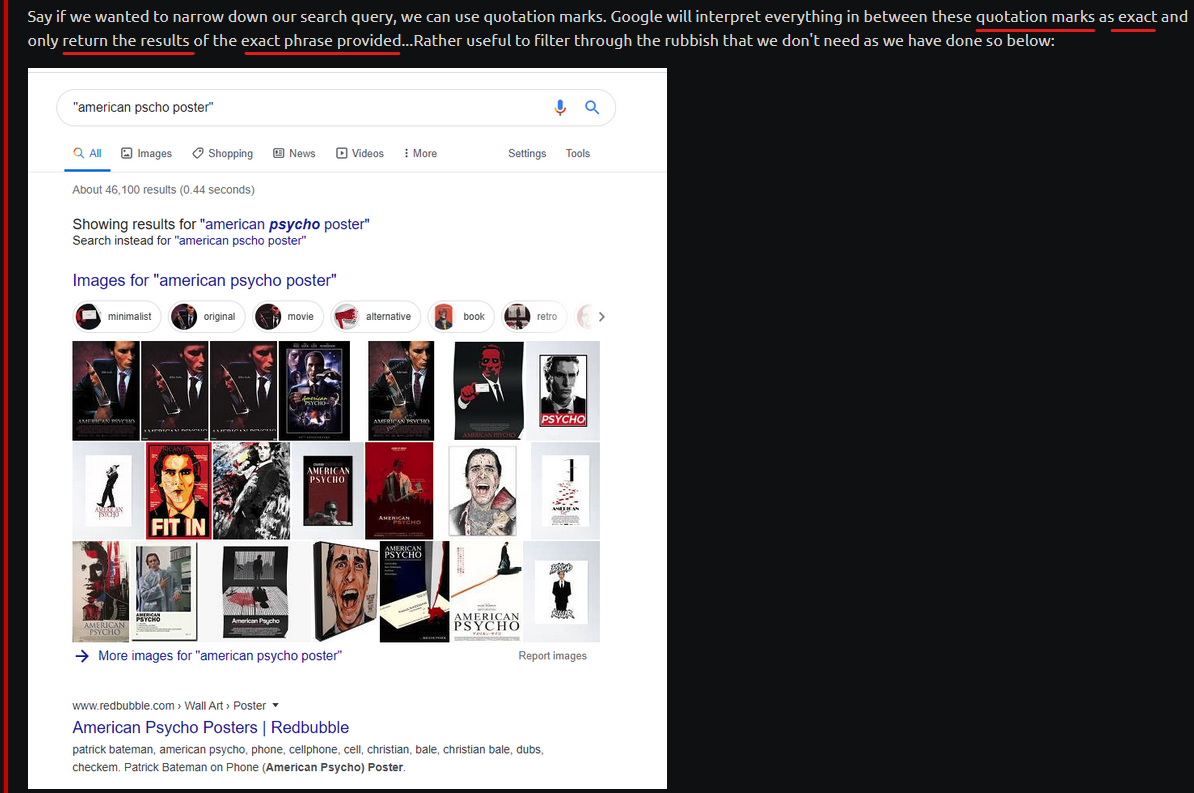 Say if we wanted to narrow down our search query, we can use quotation marks. Google will interpret everything in between these quotation marks as exact and
only return the results of the exact phrase provided...Rather useful to filter through the rubbish that we don't need as we have done so below:
"american pscho poster"
All Images Shopping News Videos More Settings Tools
About 46,100 results (0.44 seconds)
Showing results for "american psycho poster"
Search instead for "american pscho poster"
Images for "american psycho poster"
minimalist original movie alternative book retro
AMERICAN PSYCHO
American PSYCHO
AMERICAN PSYCHO
PSYCHO
AMERICAN PSYCHO
FIT IN
AMERICAN PSYCHO
AMERICAN PSYCHO
AMERICAN
AMERICAN PSYCHO
AMERICAN PSYCHO
American Psycho
AMERICAN PSYCHO
AMERICAN PSYCHO
More images for "american psycho poster" Report images
www.redbubble.com › Wall Art › Poster
American Psycho Posters | Redbubble
patrick bateman, american psycho, phone, cellphone, cell, christian, bale, christian bale, dubs,
checkem. Patrick Bateman on Phone (American Psycho) Poster.